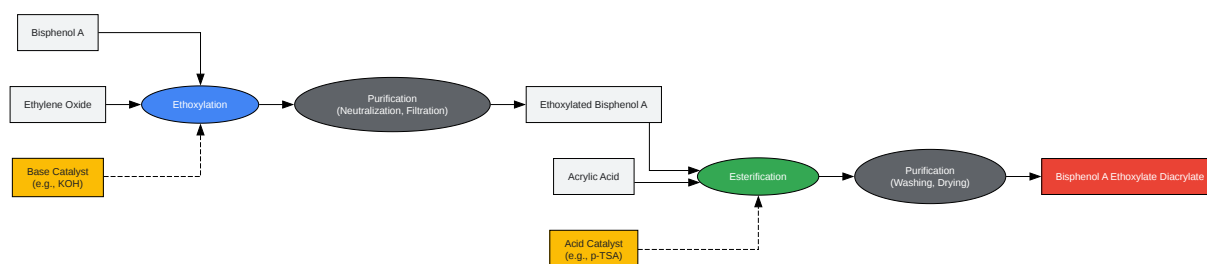 Bisphenol A
Ethylene Oxide
Base Catalyst
(e.g., KOH)
Ethoxylation
Purification
(Neutralization, Filtration)
Ethoxylated Bisphenol A
Acrylic Acid
Acid Catalyst
(e.g., p-TSA)
Esterification
Purification
(Washing, Drying)
Bisphenol A Ethoxylate Diacrylate